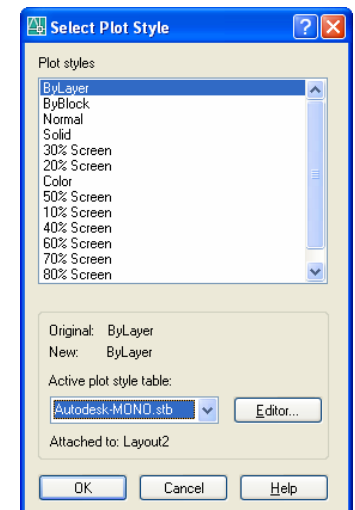 Select Plot Style
Plot styles
ByLayer
ByBlock
Normal
Solid
30% Screen
20% Screen
Color
50% Screen
10% Screen
40% Screen
60% Screen
70% Screen
80% Screen
Original: ByLayer
New: ByLayer
Active plot style table:
Autodesk-MONO.stb Editor...
Attached to: Layout2
OK Cancel Help